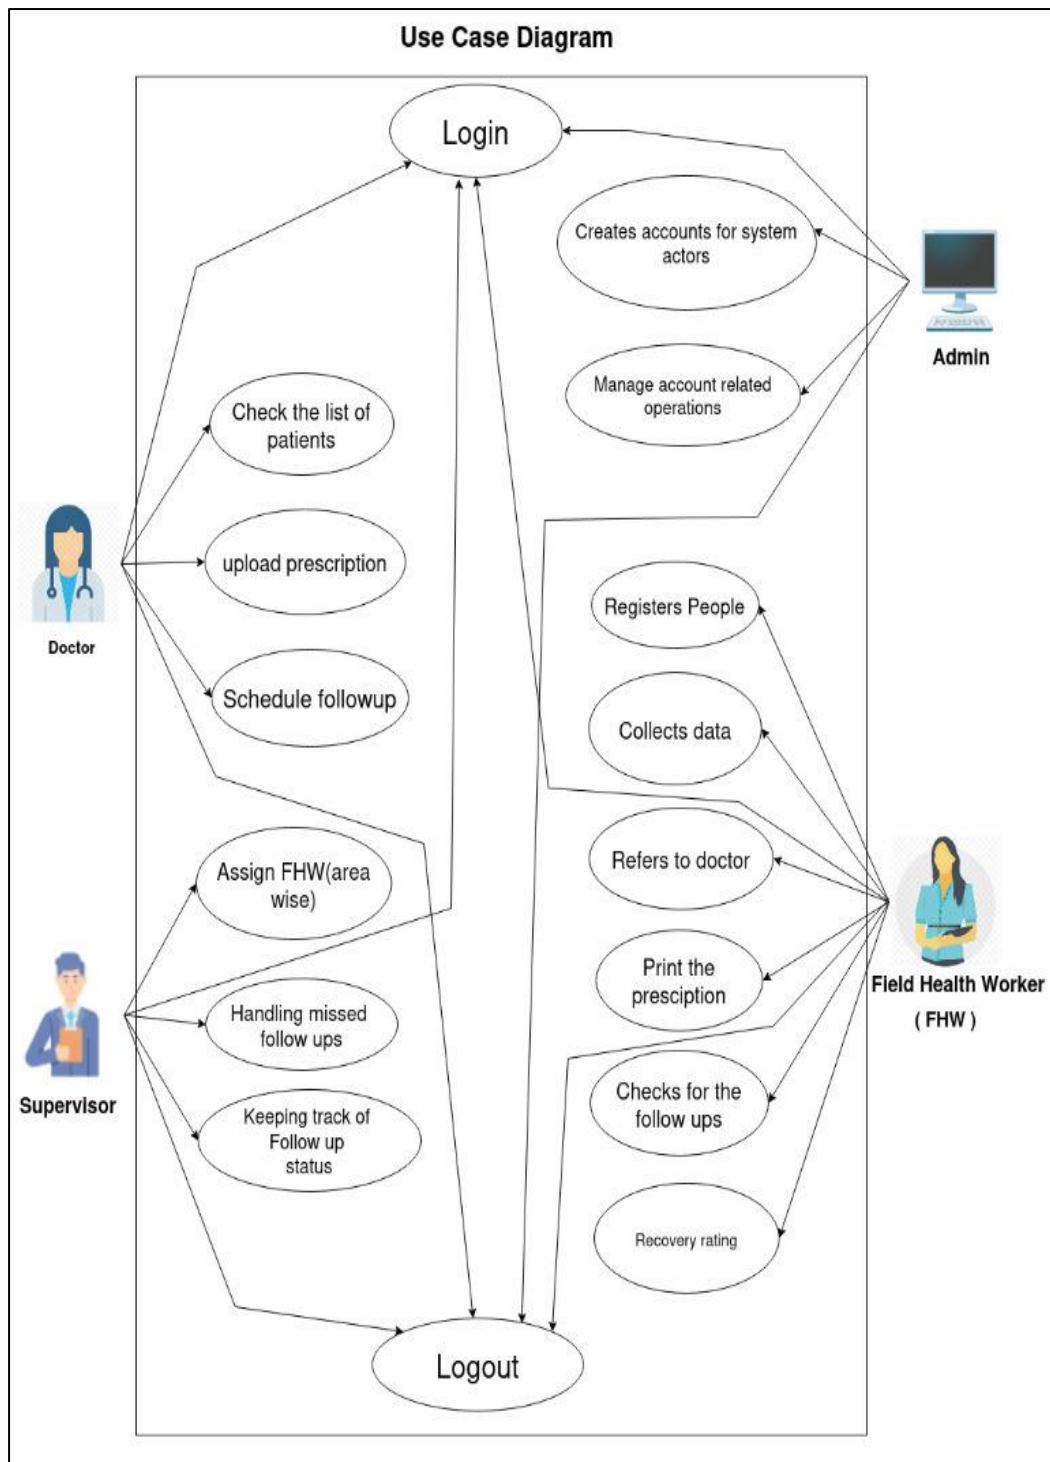 Use Case Diagram
Login
Creates accounts for system
actors
Admin
Manage account related
operations
Check the list of
patients
upload prescription
Doctor
Schedule followup
Registers People
Collects data
Refers to doctor
Assign FHW(area
wise)
Print the
presciption
Field Health Worker
( FHW )
Handling missed
follow ups
Supervisor
Keeping track of
Follow up
status
Checks for the
follow ups
Recovery rating
Logout